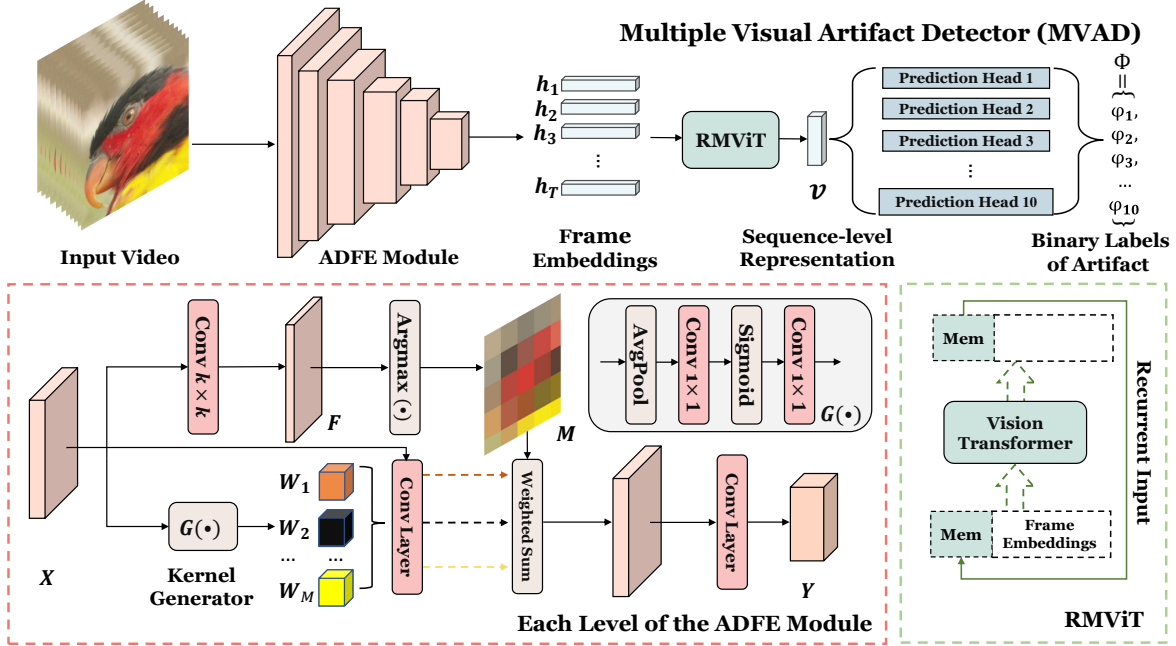 Multiple Visual Artifact Detector (MVAD)
h1
h2
h3
...
hT
RMViT
v
Prediction Head 1
Prediction Head 2
Prediction Head 3
...
Prediction Head 10
Φ
=
{
φ1,
φ2,
φ3,
...
φ10
}
Input Video
ADFE Module
Frame
Embeddings
Sequence-level
Representation
Binary Labels
of Artifact
Conv k × k
F
Argmax (•)
M
AvgPool
Conv 1×1
Sigmoid
Conv 1×1
G(•)
X
G(•)
Kernel
Generator
W1
W2
... ...
WM
Conv Layer
Weighted Sum
Conv Layer
Y
Each Level of the ADFE Module
Mem
Vision
Transformer
Mem
Frame
Embeddings
Recurrent Input
RMViT